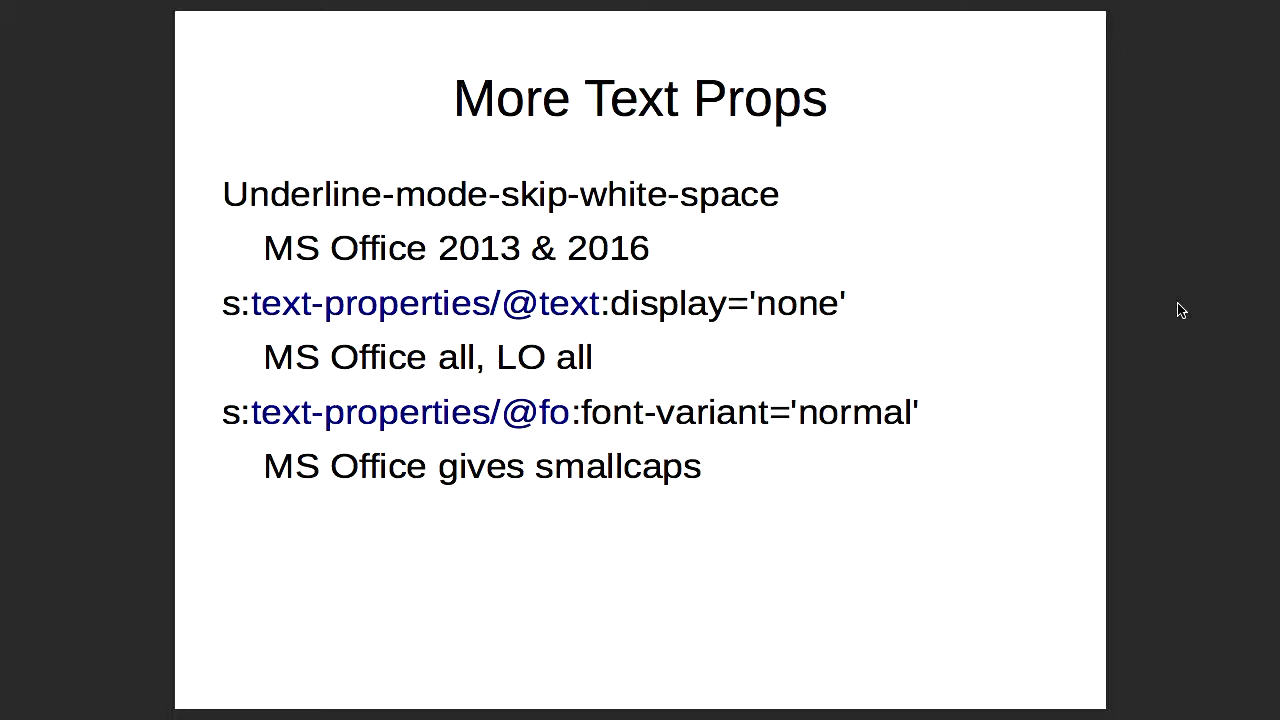 More Text Props
Underline-mode-skip-white-space
MS Office 2013 & 2016
s:text-properties/@text:display='none'
MS Office all, LO all
s:text-properties/@fo:font-variant='normal'
MS Office gives smallcaps